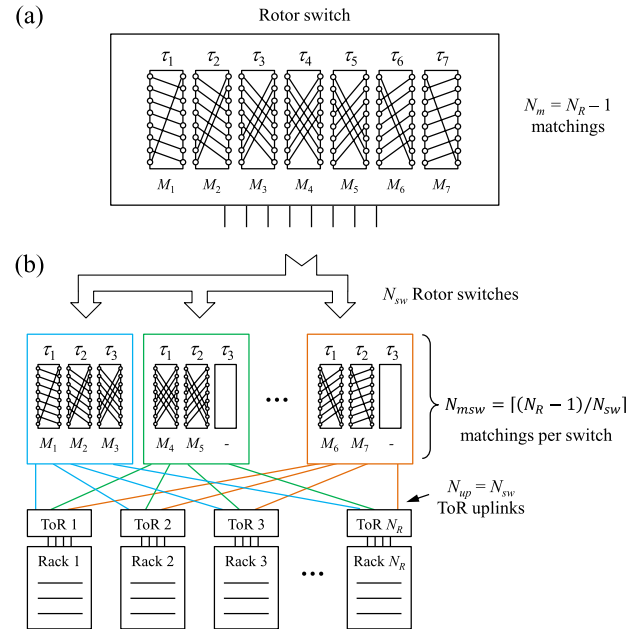 (a)
Rotor switch
τ1 τ2 τ3 τ4 τ5 τ6 τ7
Nm = NR − 1
matchings
M1 M2 M3 M4 M5 M6 M7
(b)
Nsw Rotor switches
τ1 τ2 τ3 τ1 τ2 τ3 τ1 τ2 τ3
...
Nmsw = ⌈(NR − 1)/Nsw⌉
matchings per switch
M1 M2 M3 M4 M5 - M6 M7 -
Nup = Nsw
ToR uplinks
ToR 1 ToR 2 ToR 3 ToR NR
Rack 1 Rack 2 Rack 3 ... Rack NR